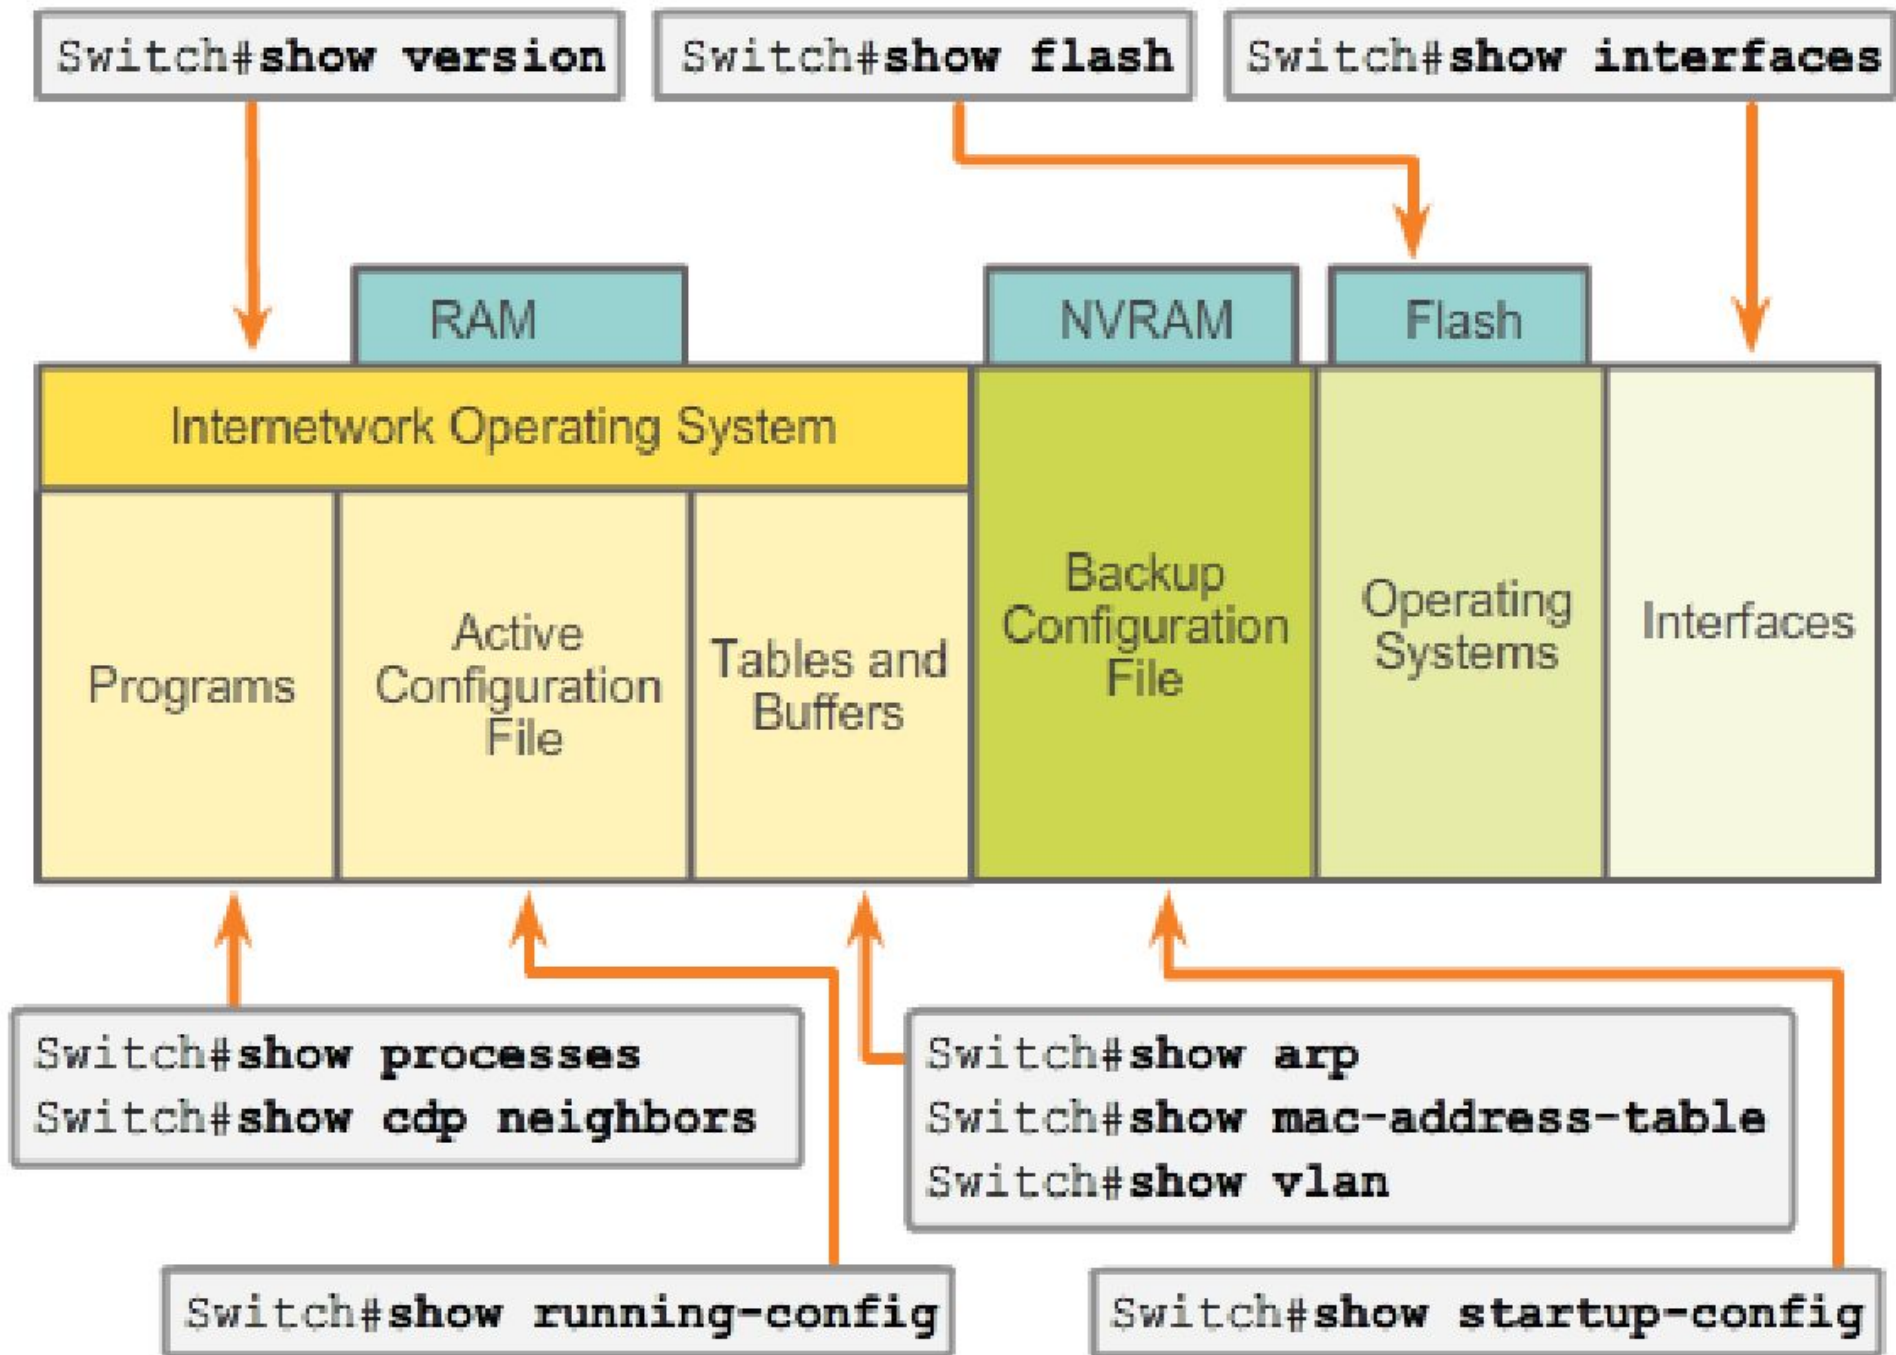 Switch#show version
Switch#show flash
Switch#show interfaces
RAM
NVRAM
Flash
Internetwork Operating System
Programs
Active
Configuration
File
Tables and
Buffers
Backup
Configuration
File
Operating
Systems
Interfaces
Switch#show processes
Switch#show cdp neighbors
Switch#show arp
Switch#show mac-address-table
Switch#show vlan
Switch#show running-config
Switch#show startup-config